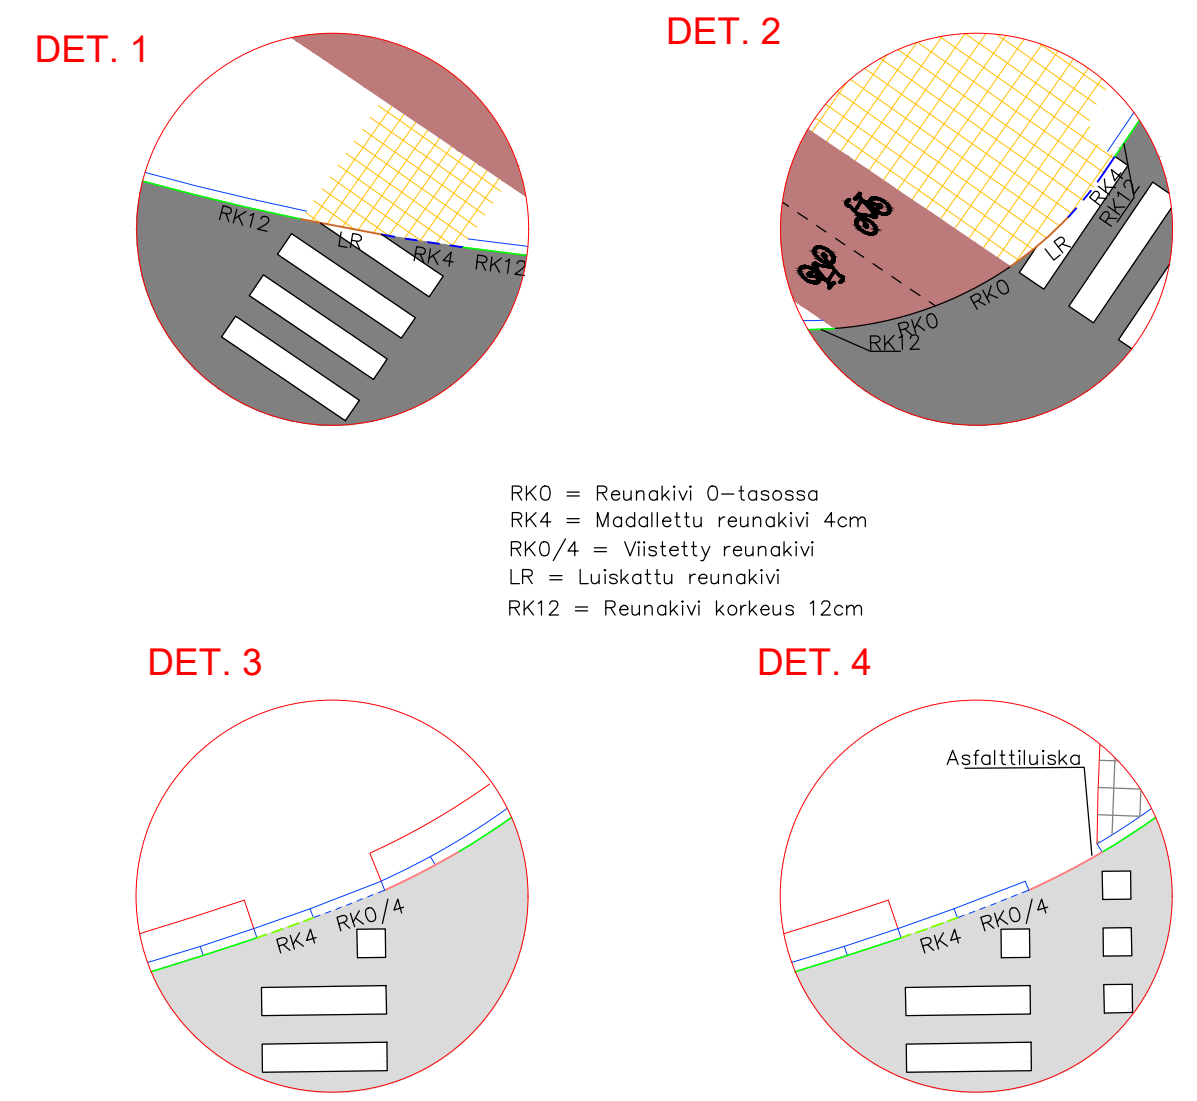 DET. 1
RK12
LR
RK4
RK12
DET. 2
RK4
RK12
LR
RK0
RK0
RK12
RK0 = Reunakivi 0-tasossa
RK4 = Madallettu reunakivi 4cm
RK0/4 = Viistetty reunakivi
LR = Luiskattu reunakivi
RK12 = Reunakivi korkeus 12cm
DET. 3
RK4
RK0/4
DET. 4
Asfalttiluiska
RK4
RK0/4